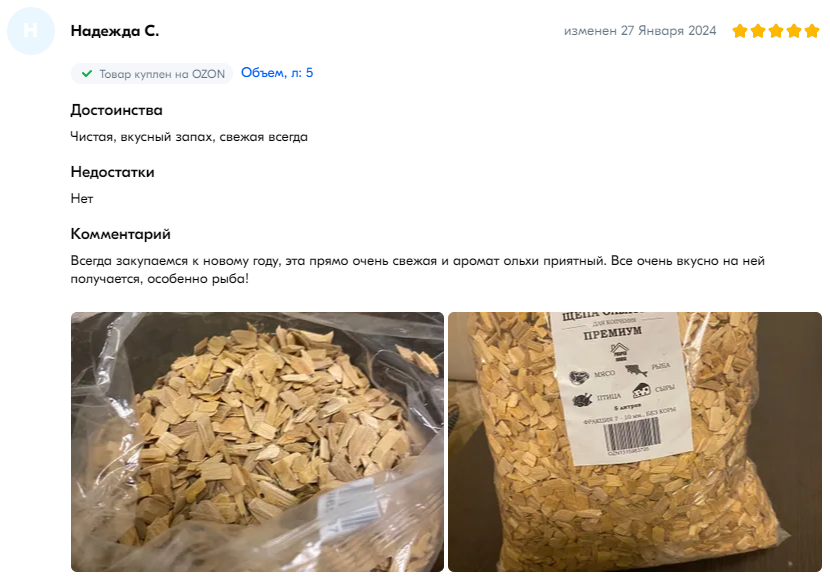 Н
Надежда С.
изменен 27 Января 2024
Товар куплен на OZON
Объем, л: 5
Достоинства
Чистая, вкусный запах, свежая всегда
Недостатки
Нет
Комментарий
Всегда закупаемся к новому году, эта прямо очень свежая и аромат ольхи приятный. Все очень вкусно на ней
получается, особенно рыба!
ЩЕПА
ДЛЯ КОПЧЕНИЯ
ПРЕМИУМ
МЯСО
РЫБА
ПТИЦА
СЫРЫ
5 литров
ФРАКЦИЯ 7 - 10 мм., БЕЗ КОРЫ